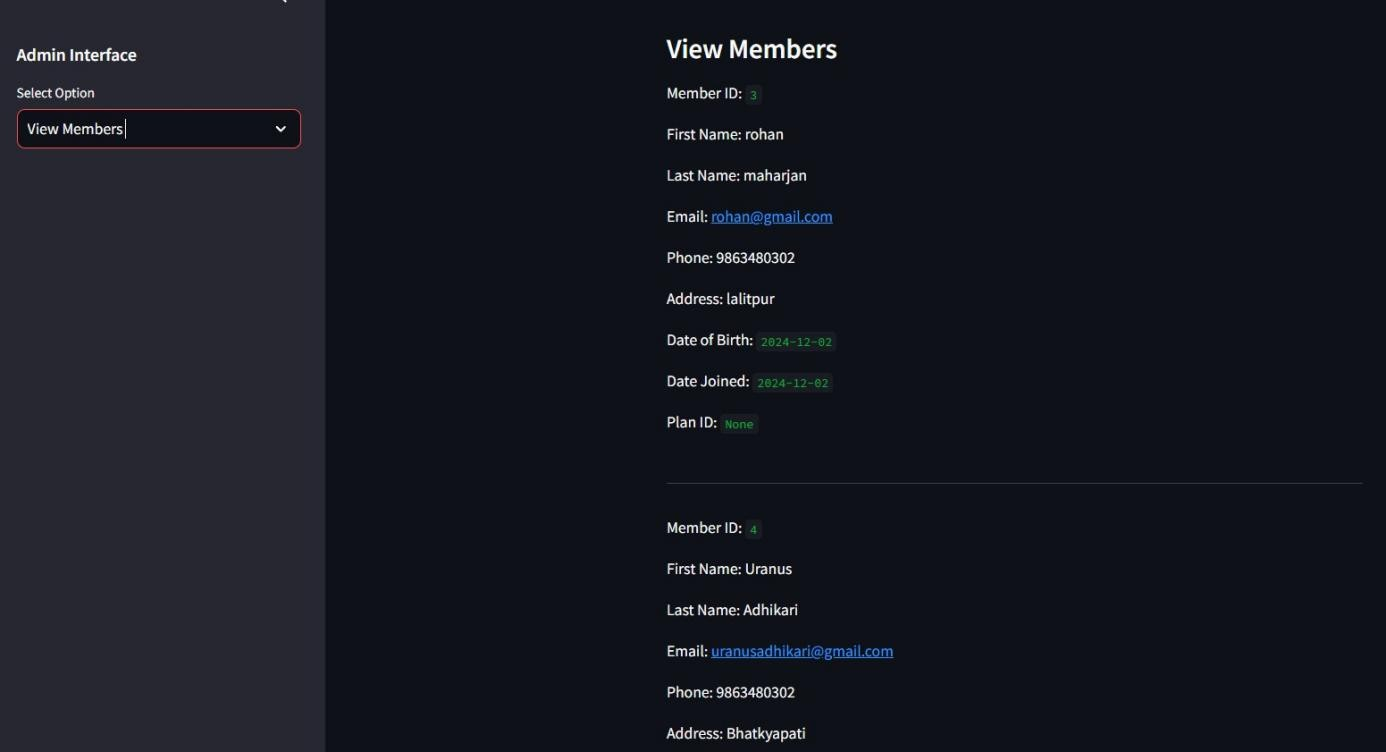 Admin Interface
Select Option
View Members
View Members
Member ID: 3
First Name: rohan
Last Name: maharjan
Email: rohan@gmail.com
Phone: 9863480302
Address: lalitpur
Date of Birth: 2024-12-02
Date Joined: 2024-12-02
Plan ID: None
Member ID: 4
First Name: Uranus
Last Name: Adhikari
Email: uranusadhikari@gmail.com
Phone: 9863480302
Address: Bhatkyapati